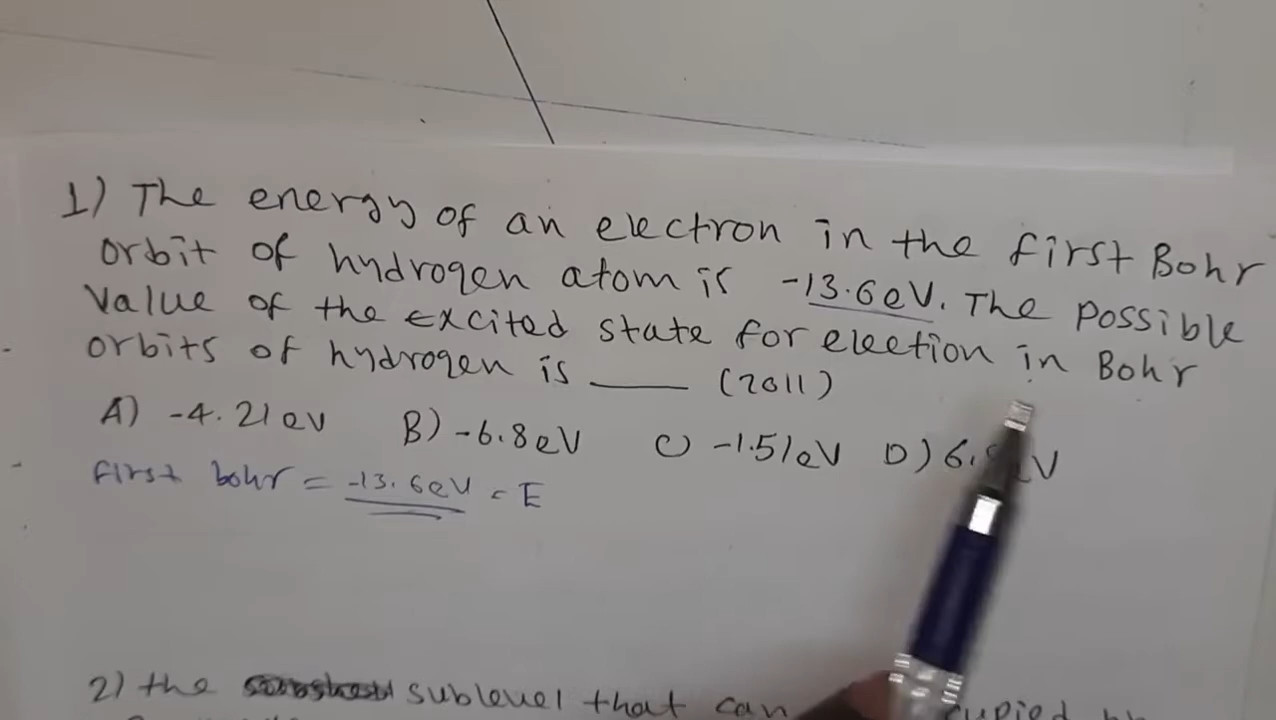 1) The energy of an electron in the first Bohr
orbit of hydrogen atom is -13.6eV. The possible
Value of the excited state for election in Bohr
orbits of hydrogen is ____ (2011)
A) -4.21eV B) -6.8eV C) -1.51eV D)
first bohr = -13.6eV = E
2) the sublevel that can